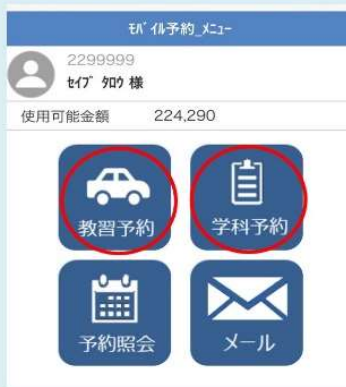 ﾓﾊﾞｲﾙ予約_ﾒﾆｭｰ
2299999
ｾｲﾌﾞ ﾀﾛｳ 様
使用可能金額 224,290
教習予約 学科予約
予約照会 メール